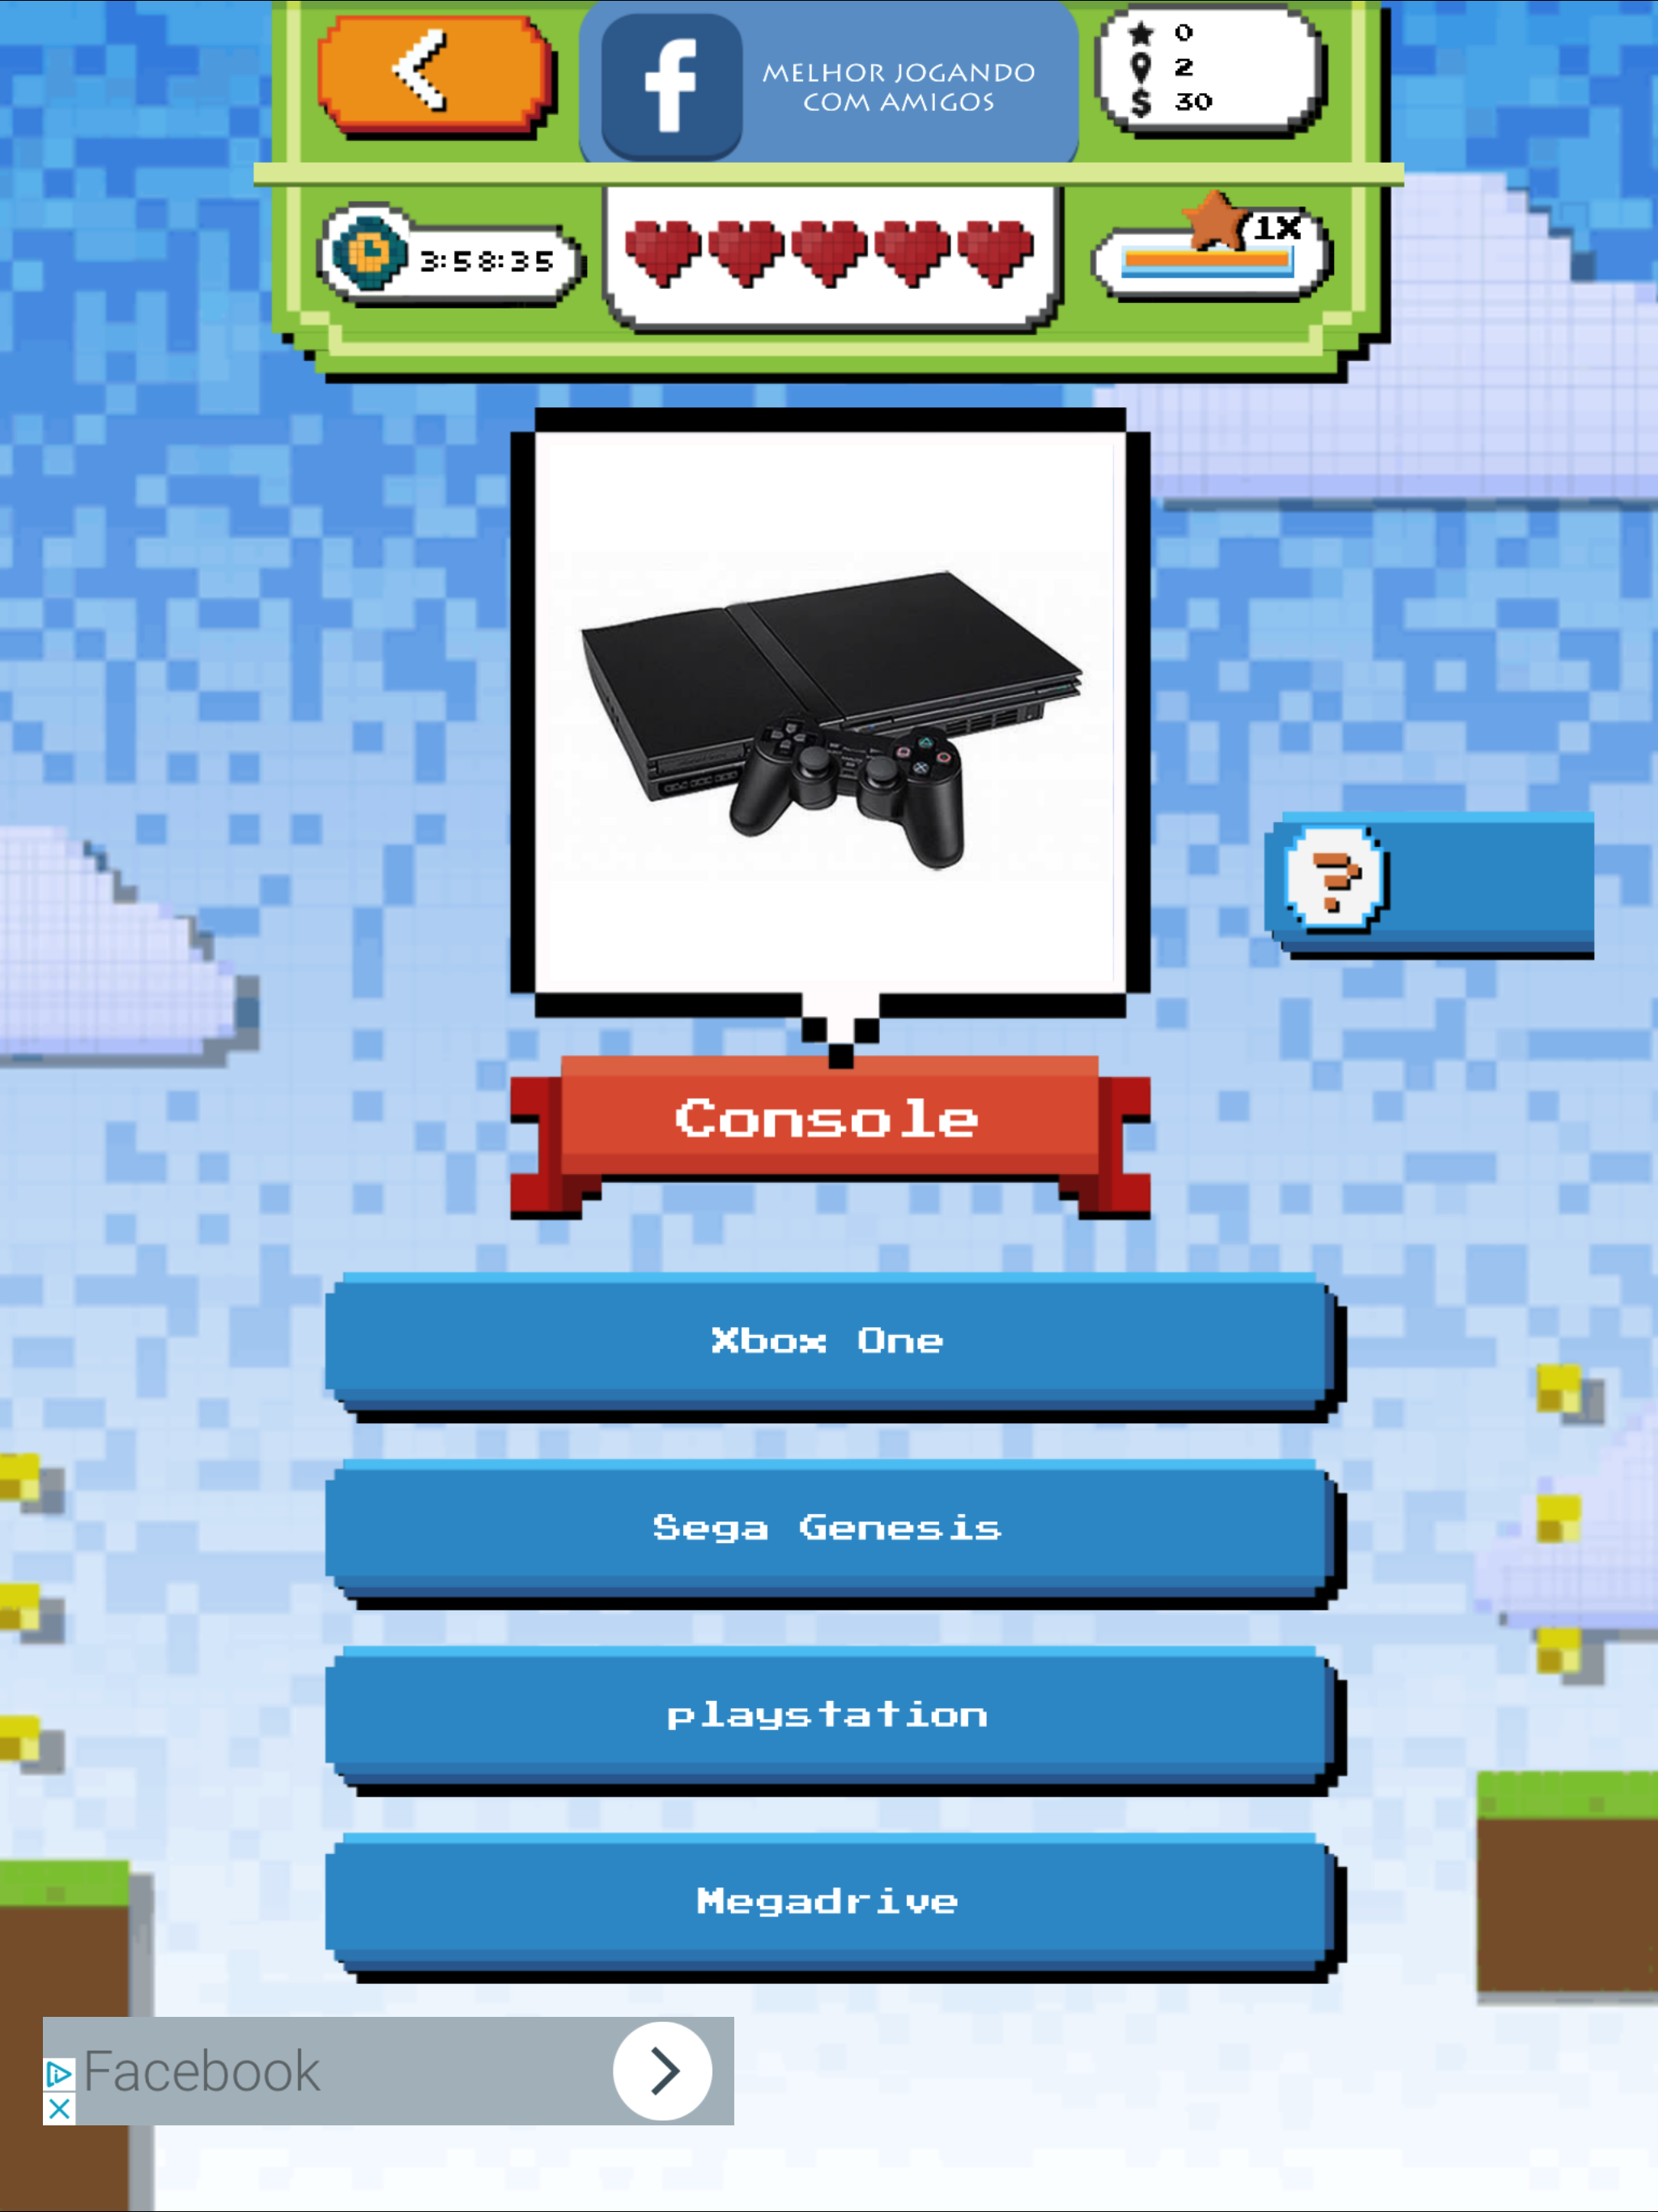 MELHOR JOGANDO
COM AMIGOS
0
2
$ 30
3:58:35
1X
Console
Xbox One
Sega Genesis
playstation
Megadrive
Facebook